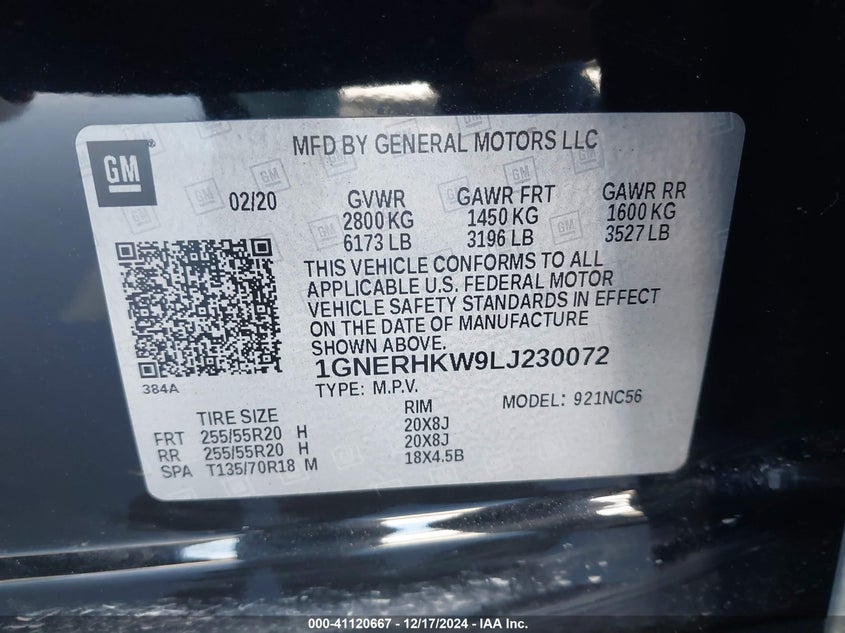 MFD BY GENERAL MOTORS LLC
GM
02/20
GVWR GAWR FRT GAWR RR
2800 KG 1450 KG 1600 KG
6173 LB 3196 LB 3527 LB
THIS VEHICLE CONFORMS TO ALL
APPLICABLE U.S. FEDERAL MOTOR
VEHICLE SAFETY STANDARDS IN EFFECT
ON THE DATE OF MANUFACTURE
SHOWN ABOVE.
1GNERHKW9LJ230072
384A
TYPE: M.P.V.
MODEL: 921NC56
TIRE SIZE RIM
FRT 255/55R20 H 20X8J
RR 255/55R20 H 20X8J
SPA T135/70R18 M 18X4.5B
000-41120667 – 12/17/2024 - IAA Inc.